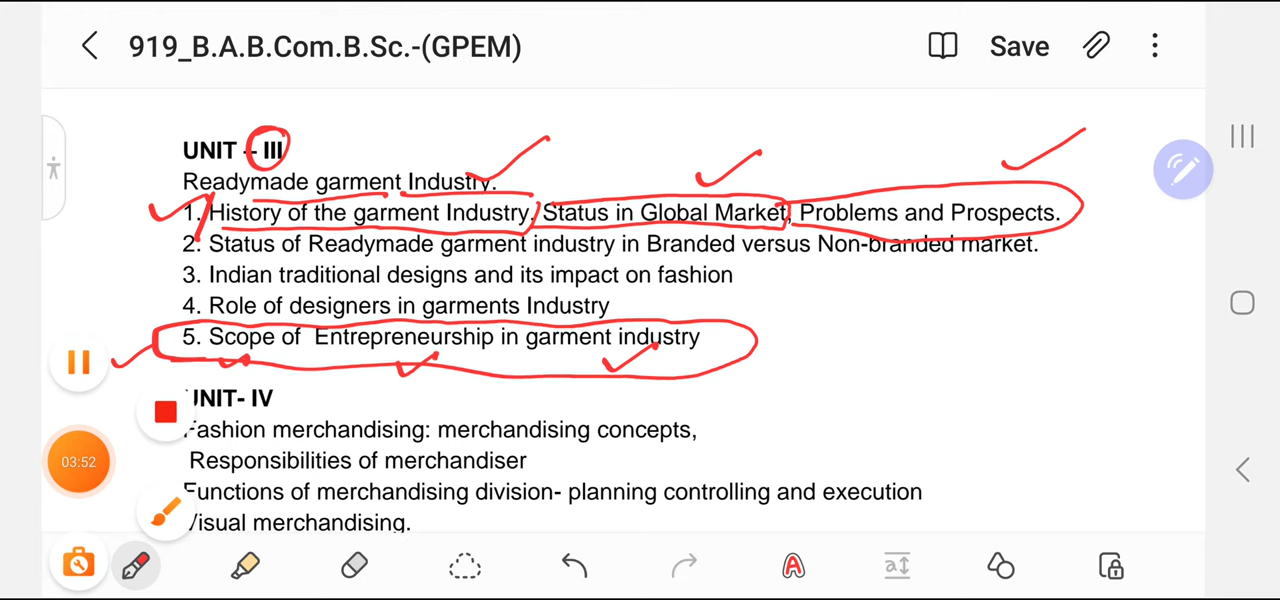 919_B.A.B.Com.B.Sc.-(GPEM)
Save
UNIT - III
Readymade garment Industry.
1. History of the garment Industry, Status in Global Market, Problems and Prospects.
2. Status of Readymade garment industry in Branded versus Non-branded market.
3. Indian traditional designs and its impact on fashion
4. Role of designers in garments Industry
5. Scope of Entrepreneurship in garment industry
UNIT- IV
Fashion merchandising: merchandising concepts,
Responsibilities of merchandiser
03:52
Functions of merchandising division- planning controlling and execution
Visual merchandising.